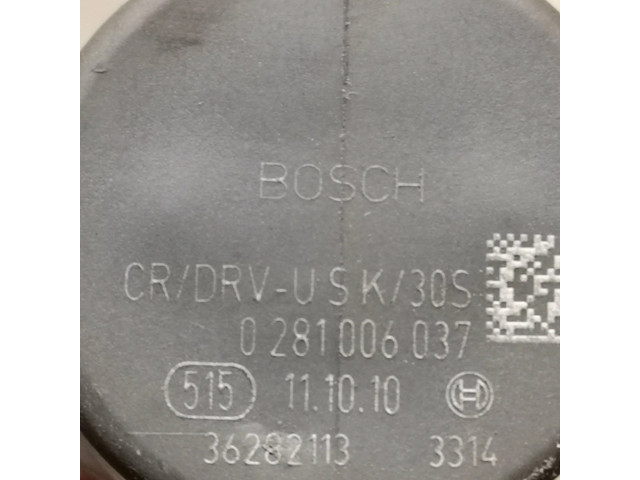 BOSCH
CR/DRV-USK/30S
0 281 006 037
515 11.10.10
36282113 3314